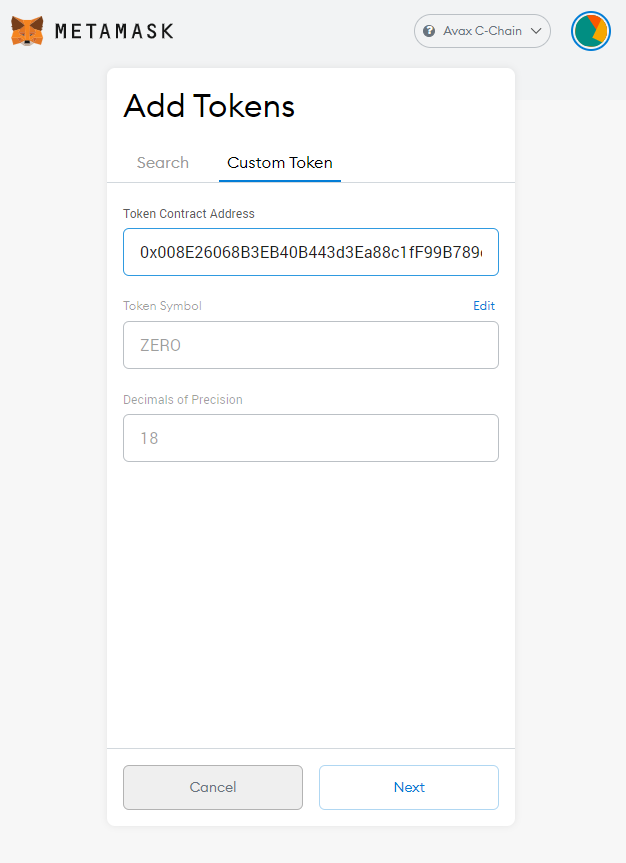 METAMASK
Avax C-Chain
Add Tokens
Search
Custom Token
Token Contract Address
0x008E26068B3EB40B443d3Ea88c1fF99B789
Token Symbol
Edit
ZERO
Decimals of Precision
18
Cancel
Next